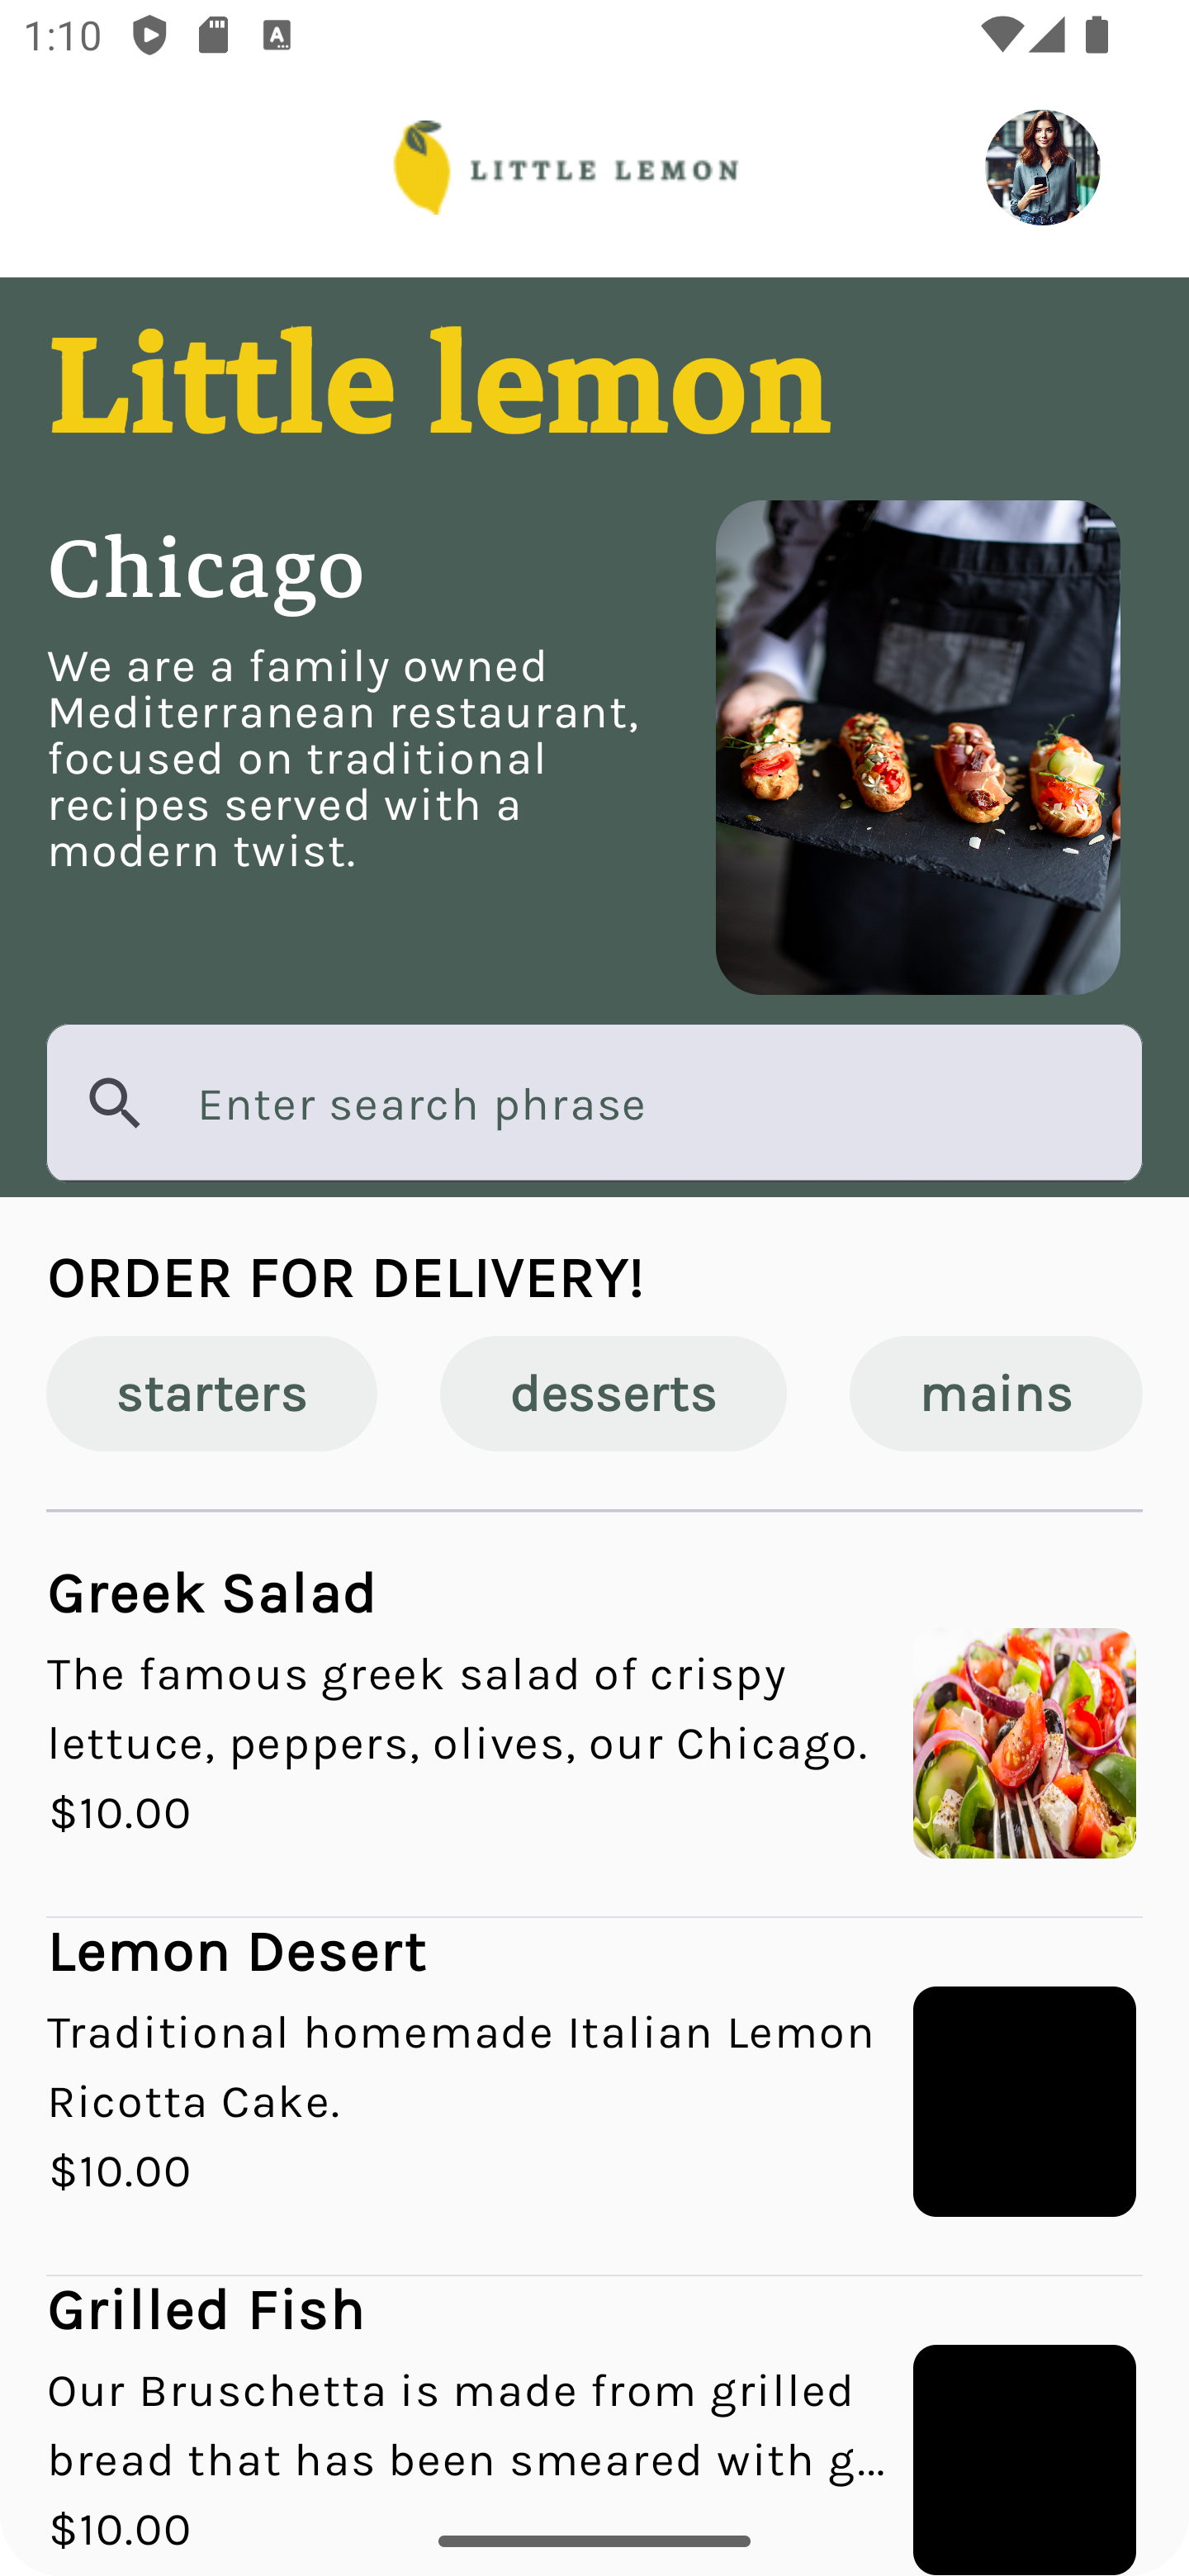 1:10
LITTLE LEMON
Little lemon
Chicago
We are a family owned
Mediterranean restaurant,
focused on traditional
recipes served with a
modern twist.
Enter search phrase
ORDER FOR DELIVERY!
starters desserts mains
Greek Salad
The famous greek salad of crispy
lettuce, peppers, olives, our Chicago.
$10.00
Lemon Desert
Traditional homemade Italian Lemon
Ricotta Cake.
$10.00
Grilled Fish
Our Bruschetta is made from grilled
bread that has been smeared with g...
$10.00